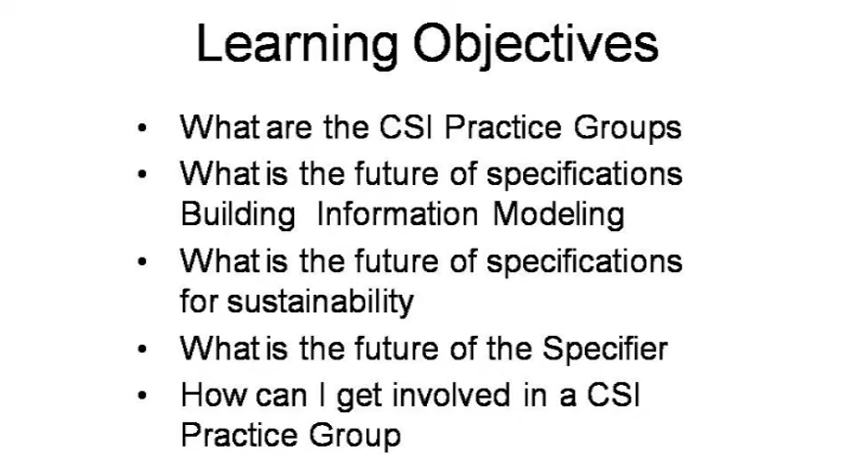 Learning Objectives
• What are the CSI Practice Groups
• What is the future of specifications
Building Information Modeling
• What is the future of specifications
for sustainability
• What is the future of the Specifier
• How can I get involved in a CSI
Practice Group